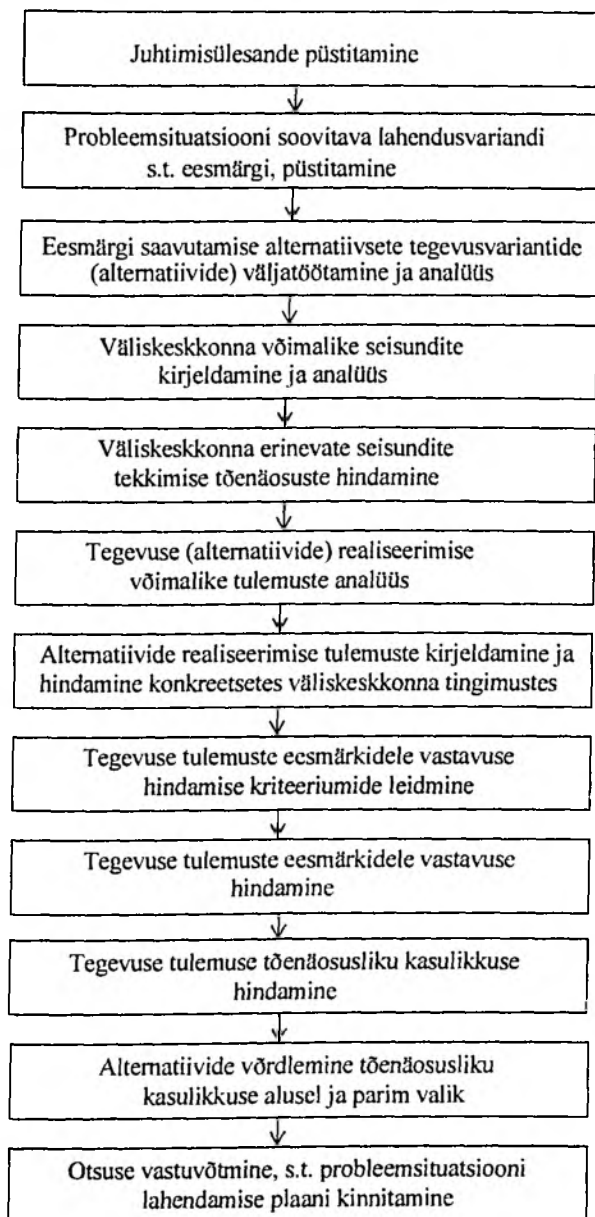 Juhtimisülesande püstitamine
Probleemsituatsiooni soovitava lahendusvariandi
s.t. eesmärgi, püstitamine
Eesmärgi saavutamise alternatiivsete tegevusvariantide
(alternatiivide) väljatöötamine ja analüüs
Väliskeskkonna võimalike seisundite
kirjeldamine ja analüüs
Väliskeskkonna erinevate seisundite
tekkimise tõenäosuste hindamine
Tegevuse (alternatiivide) realiseerimise
võimalike tulemuste analüüs
Alternatiivide realiseerimise tulemuste kirjeldamine ja
hindamine konkreetsetes väliskeskkonna tingimustes
Tegevuse tulemuste eesmärkidele vastavuse
hindamise kriteeriumide leidmine
Tegevuse tulemuste eesmärkidele vastavuse
hindamine
Tegevuse tulemuse tõenäosusliku kasulikkuse
hindamine
Alternatiivide võrdlemine tõenäosusliku
kasulikkuse alusel ja parim valik
Otsuse vastuvõtmine, s.t. probleemsituatsiooni
lahendamise plaani kinnitamine